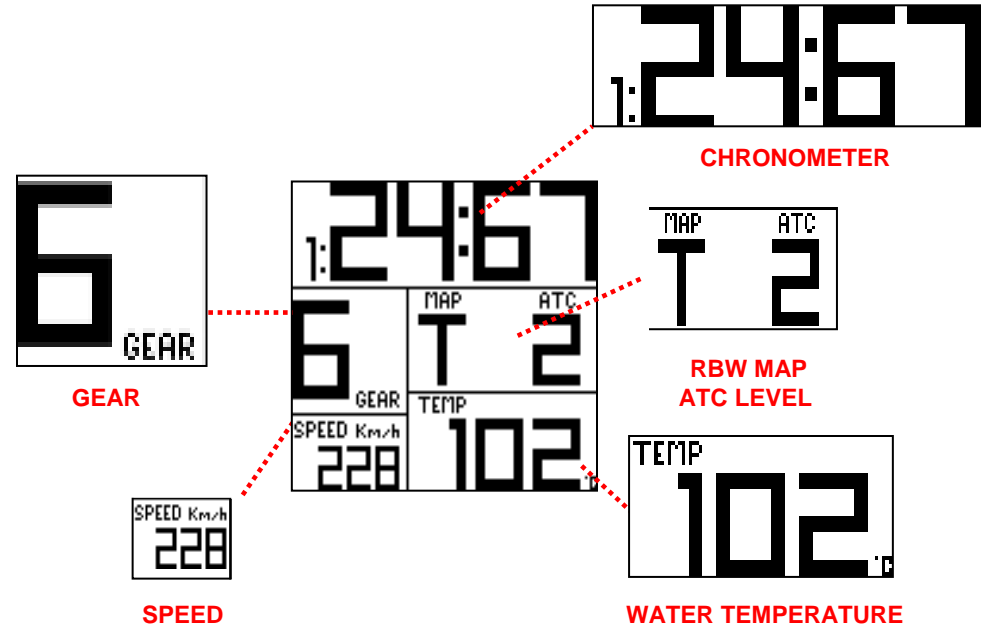 1:24:67
CHRONOMETER
6
GEAR
GEAR
1:24:67
6
GEAR
MAP ATC
T 2
SPEED Km/h
228
TEMP
102 °C
MAP ATC
T 2
RBW MAP
ATC LEVEL
SPEED Km/h
228
SPEED
TEMP
102 °C
WATER TEMPERATURE